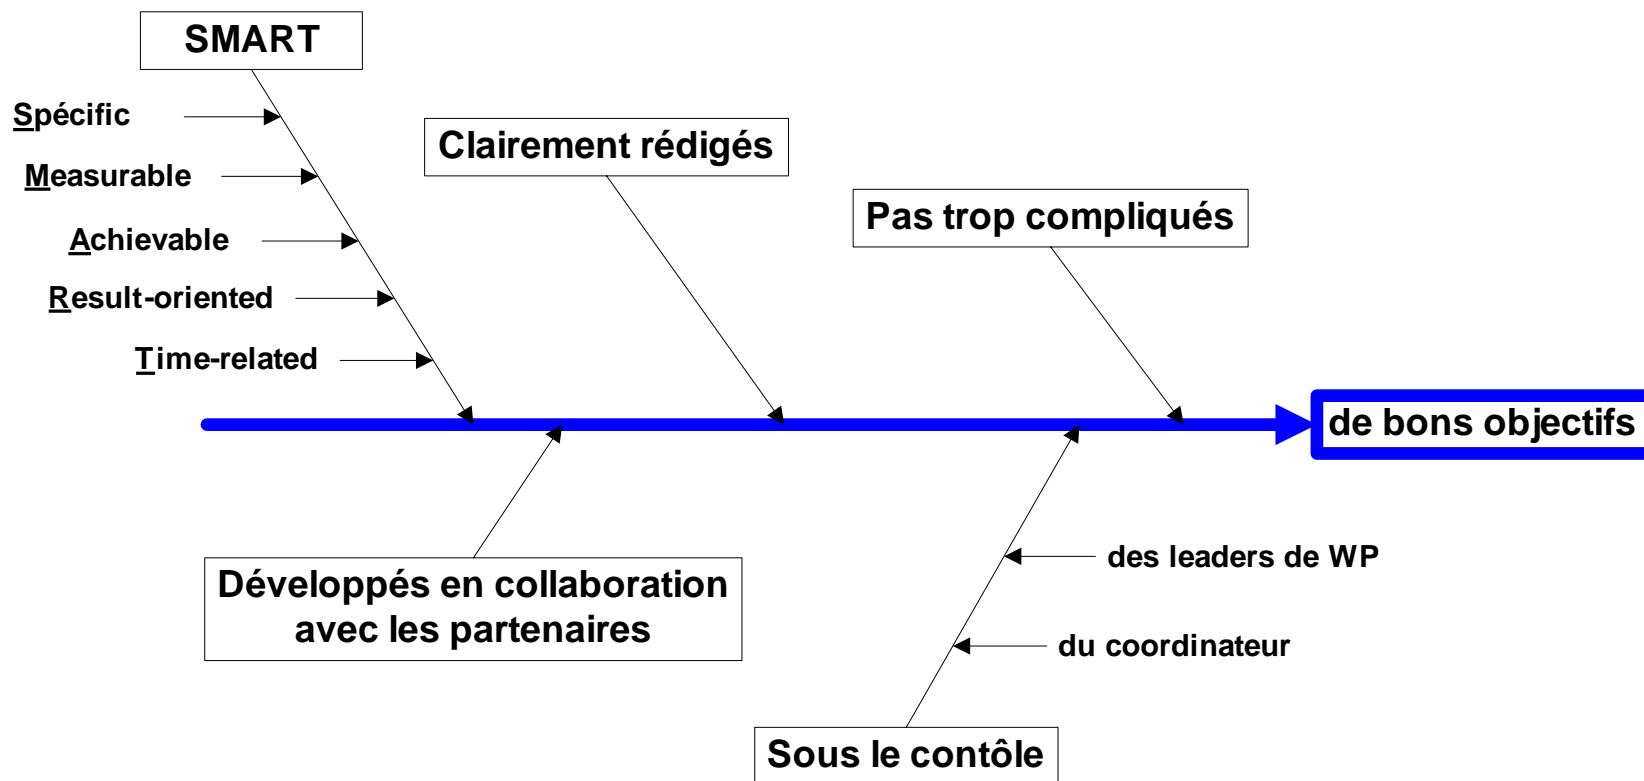 SMART
Spécific
Measurable
Achievable
Result-oriented
Time-related
Clairement rédigés
Pas trop compliqués
de bons objectifs
Développés en collaboration
avec les partenaires
des leaders de WP
du coordinateur
Sous le contôle